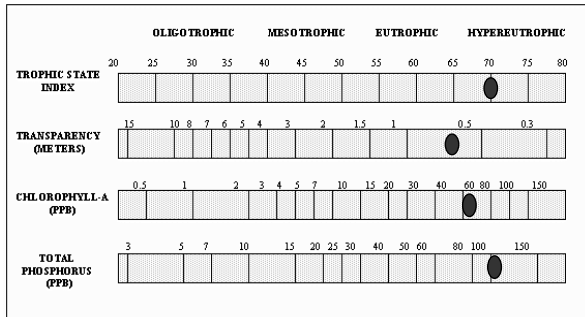 OLIGOTROPHIC MESOTROPHIC EUTROPHIC HYPEREUTROPHIC
20 25 30 35 40 45 50 55 60 65 70 75 80
TROPHIC STATE
INDEX
15 10 8 7 6 5 4 3 2 1.5 1 0.5 0.3
TRANSPARENCY
(METERS)
0.5 1 2 3 4 5 7 10 15 20 30 40 60 80 100 150
CHLOROPHYLL-A
(PPB)
3 5 7 10 15 20 25 30 40 50 60 80 100 150
TOTAL
PHOSPHORUS
(PPB)